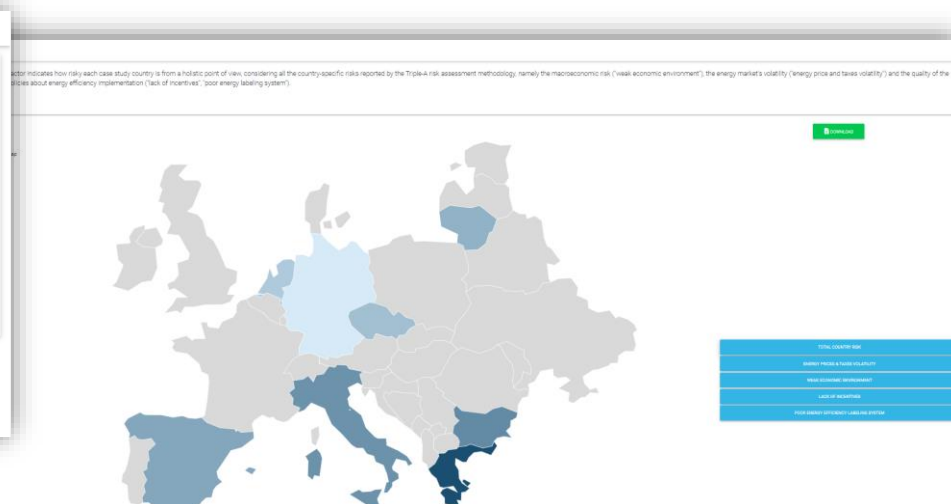 ctor indicates how risky each case study country is from a holistic point of view, considering all the country-specific risks reported by the Triple-A risk assessment methodology, namely the macroeconomic risk ("weak economic environment"), the energy market's volatility ("energy price and taxes volatility") and the quality of the
olicies about energy efficiency implementation ("lack of incentives", "poor energy labeling system").
DOWNLOAD
TOTAL COUNTRY RISK
ENERGY PRICES & TAXES VOLATILITY
WEAK ECONOMIC ENVIRONMENT
LACK OF INCENTIVES
POOR ENERGY EFFICIENCY LABELING SYSTEM